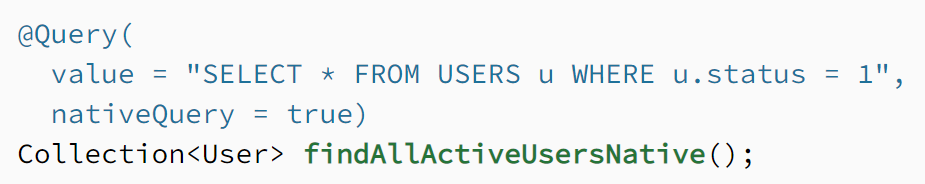 @Query(
  value = "SELECT * FROM USERS u WHERE u.status = 1",
  nativeQuery = true)
Collection<User> findAllActiveUsersNative();